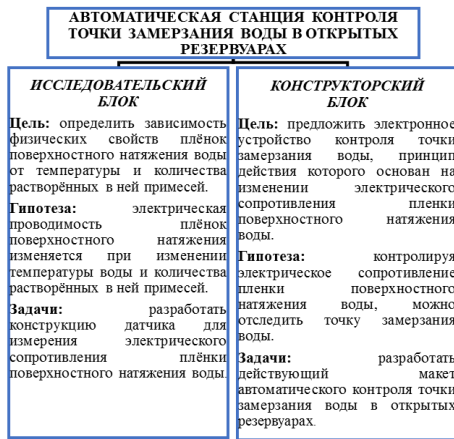 АВТОМАТИЧЕСКАЯ СТАНЦИЯ КОНТРОЛЯ
ТОЧКИ ЗАМЕРЗАНИЯ ВОДЫ В ОТКРЫТЫХ
РЕЗЕРВУАРАХ
ИССЛЕДОВАТЕЛЬСКИЙ
БЛОК
Цель: определить зависимость
физических свойств плёнок
поверхностного натяжения воды
от температуры и количества
растворённых в ней примесей.
Гипотеза: электрическая
проводимость плёнок
поверхностного натяжения
изменяется при изменении
температуры воды и количества
растворённых в ней примесей.
Задачи: разработать
конструкцию датчика для
измерения электрического
сопротивления плёнки
поверхностного натяжения воды.
КОНСТРУКТОРСКИЙ
БЛОК
Цель: предложить электронное
устройство контроля точки
замерзания воды, принцип
действия которого основан на
изменении электрического
сопротивления пленки
поверхностного натяжения
воды.
Гипотеза: контролируя
электрическое сопротивление
пленки поверхностного
натяжения воды, можно
отследить точку замерзания
воды.
Задачи: разработать
действующий макет
автоматического контроля точки
замерзания воды в открытых
резервуарах.